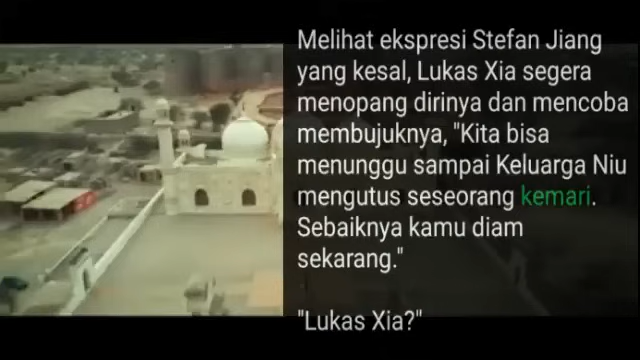 Melihat ekspresi Stefan Jiang
yang kesal, Lukas Xia segera
menopang dirinya dan mencoba
membujuknya, "Kita bisa
menunggu sampai Keluarga Niu
mengutus seseorang kemari.
Sebaiknya kamu diam
sekarang."
"Lukas Xia?"